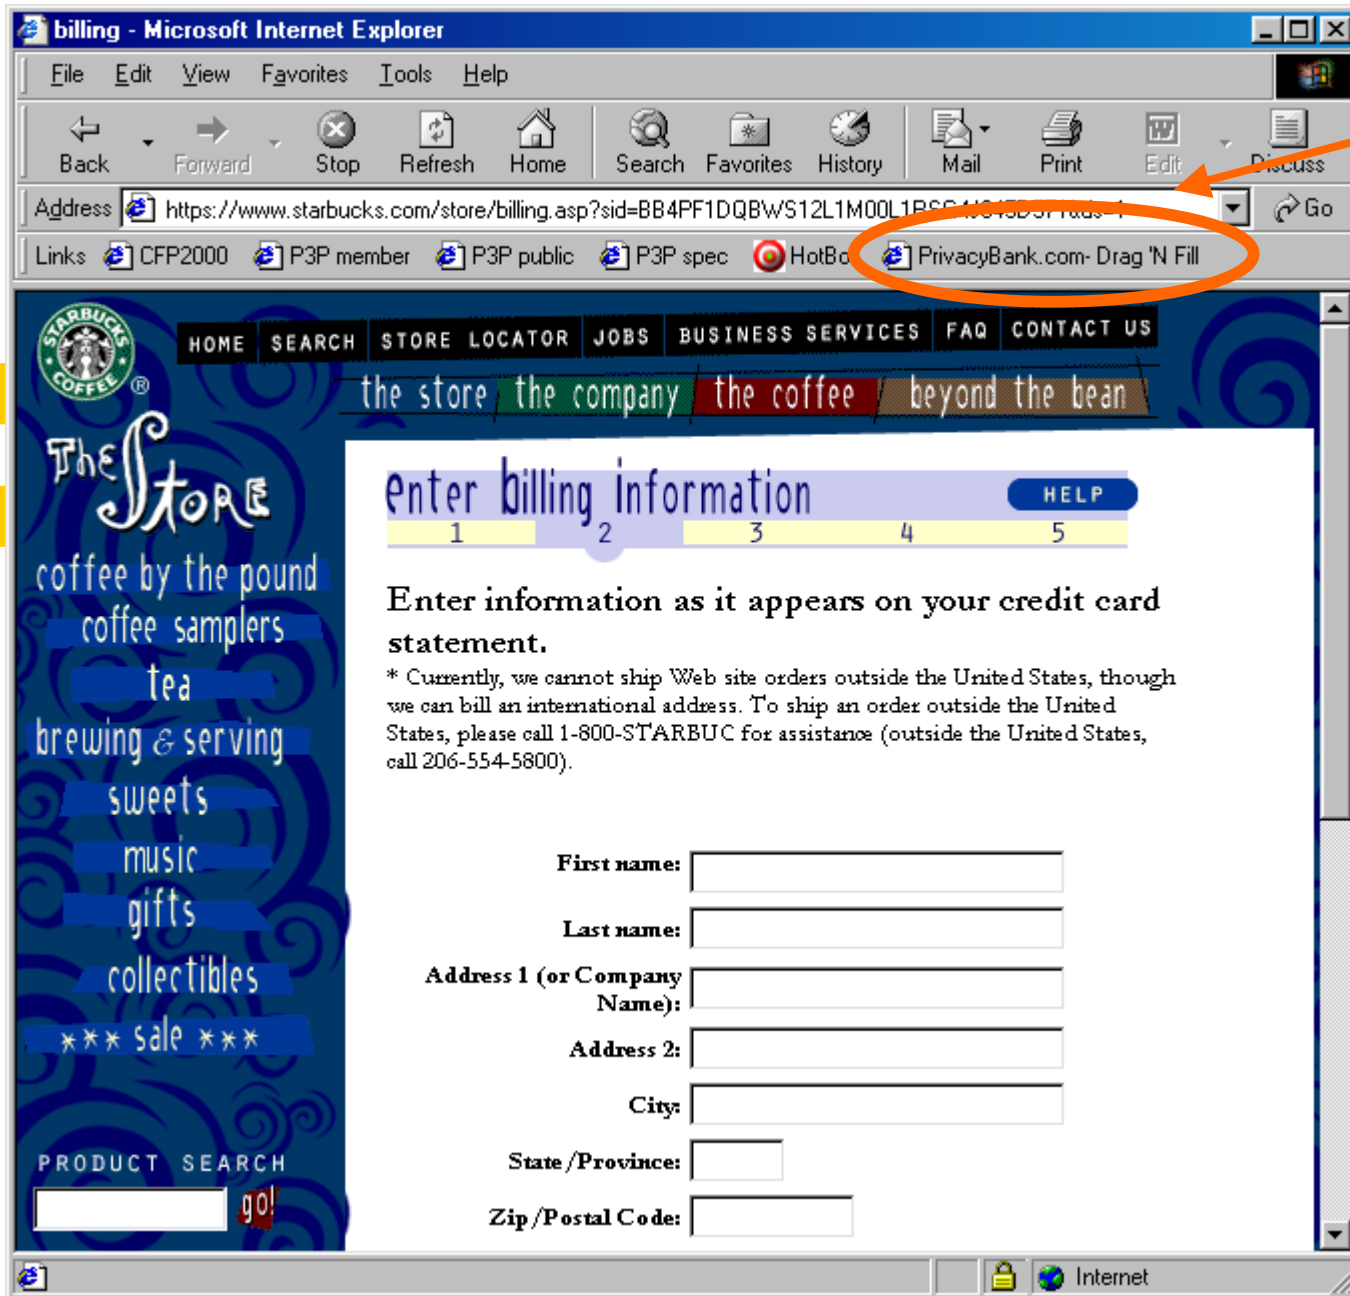 billing - Microsoft Internet Explorer
File Edit View Favorites Tools Help
Back Forward Stop Refresh Home Search Favorites History Mail Print Edit Discuss
Address https://www.starbucks.com/store/billing.asp?sid=BB4PF1DQBWS12L1M00L1 Go
Links CFP2000 P3P member P3P public P3P spec PrivacyBank.com- Drag 'N Fill
STARBUCKS COFFEE ®
HOME SEARCH STORE LOCATOR JOBS BUSINESS SERVICES FAQ CONTACT US
the store the company the coffee beyond the bean
The Store
enter billing information HELP
1 2 3 4 5
coffee by the pound
coffee samplers
tea
brewing & serving
sweets
music
gifts
collectibles
*** sale ***
PRODUCT SEARCH
go!
Enter information as it appears on your credit card
statement.
* Currently, we cannot ship Web site orders outside the United States, though
we can bill an international address. To ship an order outside the United
States, please call 1-800-STARBUC for assistance (outside the United States,
call 206-554-5800).
First name:
Last name:
Address 1 (or Company
Name):
Address 2:
City:
State/Province:
Zip/Postal Code:
Internet